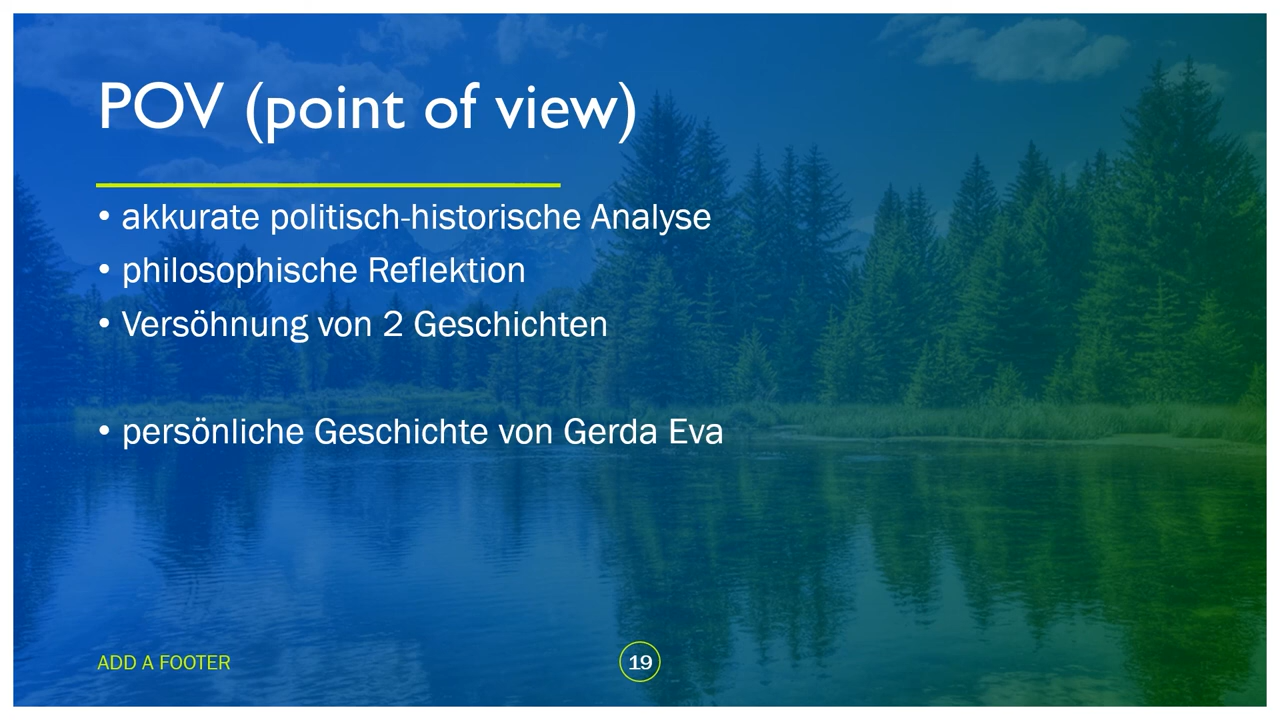 POV (point of view)
• akkurate politisch-historische Analyse
• philosophische Reflektion
• Versöhnung von 2 Geschichten
• persönliche Geschichte von Gerda Eva
ADD A FOOTER
19